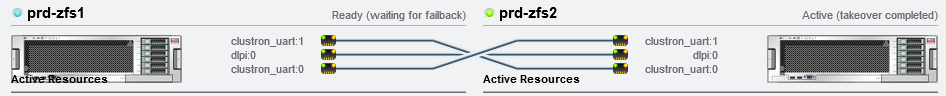 prd-zfs1
Ready (waiting for failback)
clustron_uart:1
dlpi:0
clustron_uart:0
Active Resources
prd-zfs2
Active (takeover completed)
clustron_uart:1
dlpi:0
clustron_uart:0
Active Resources